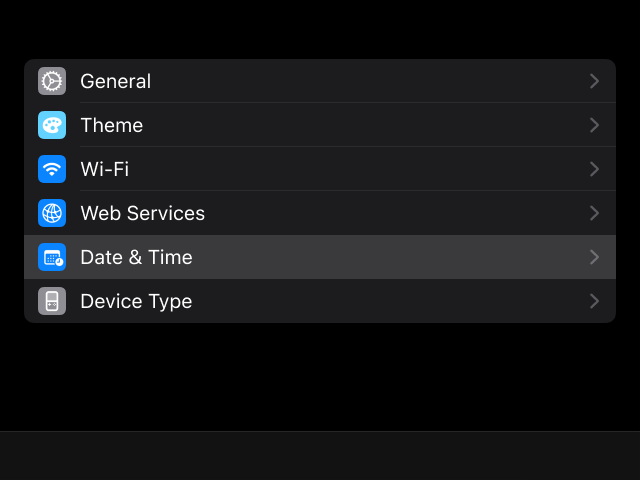 General
Theme
Wi-Fi
Web Services
Date & Time
Device Type